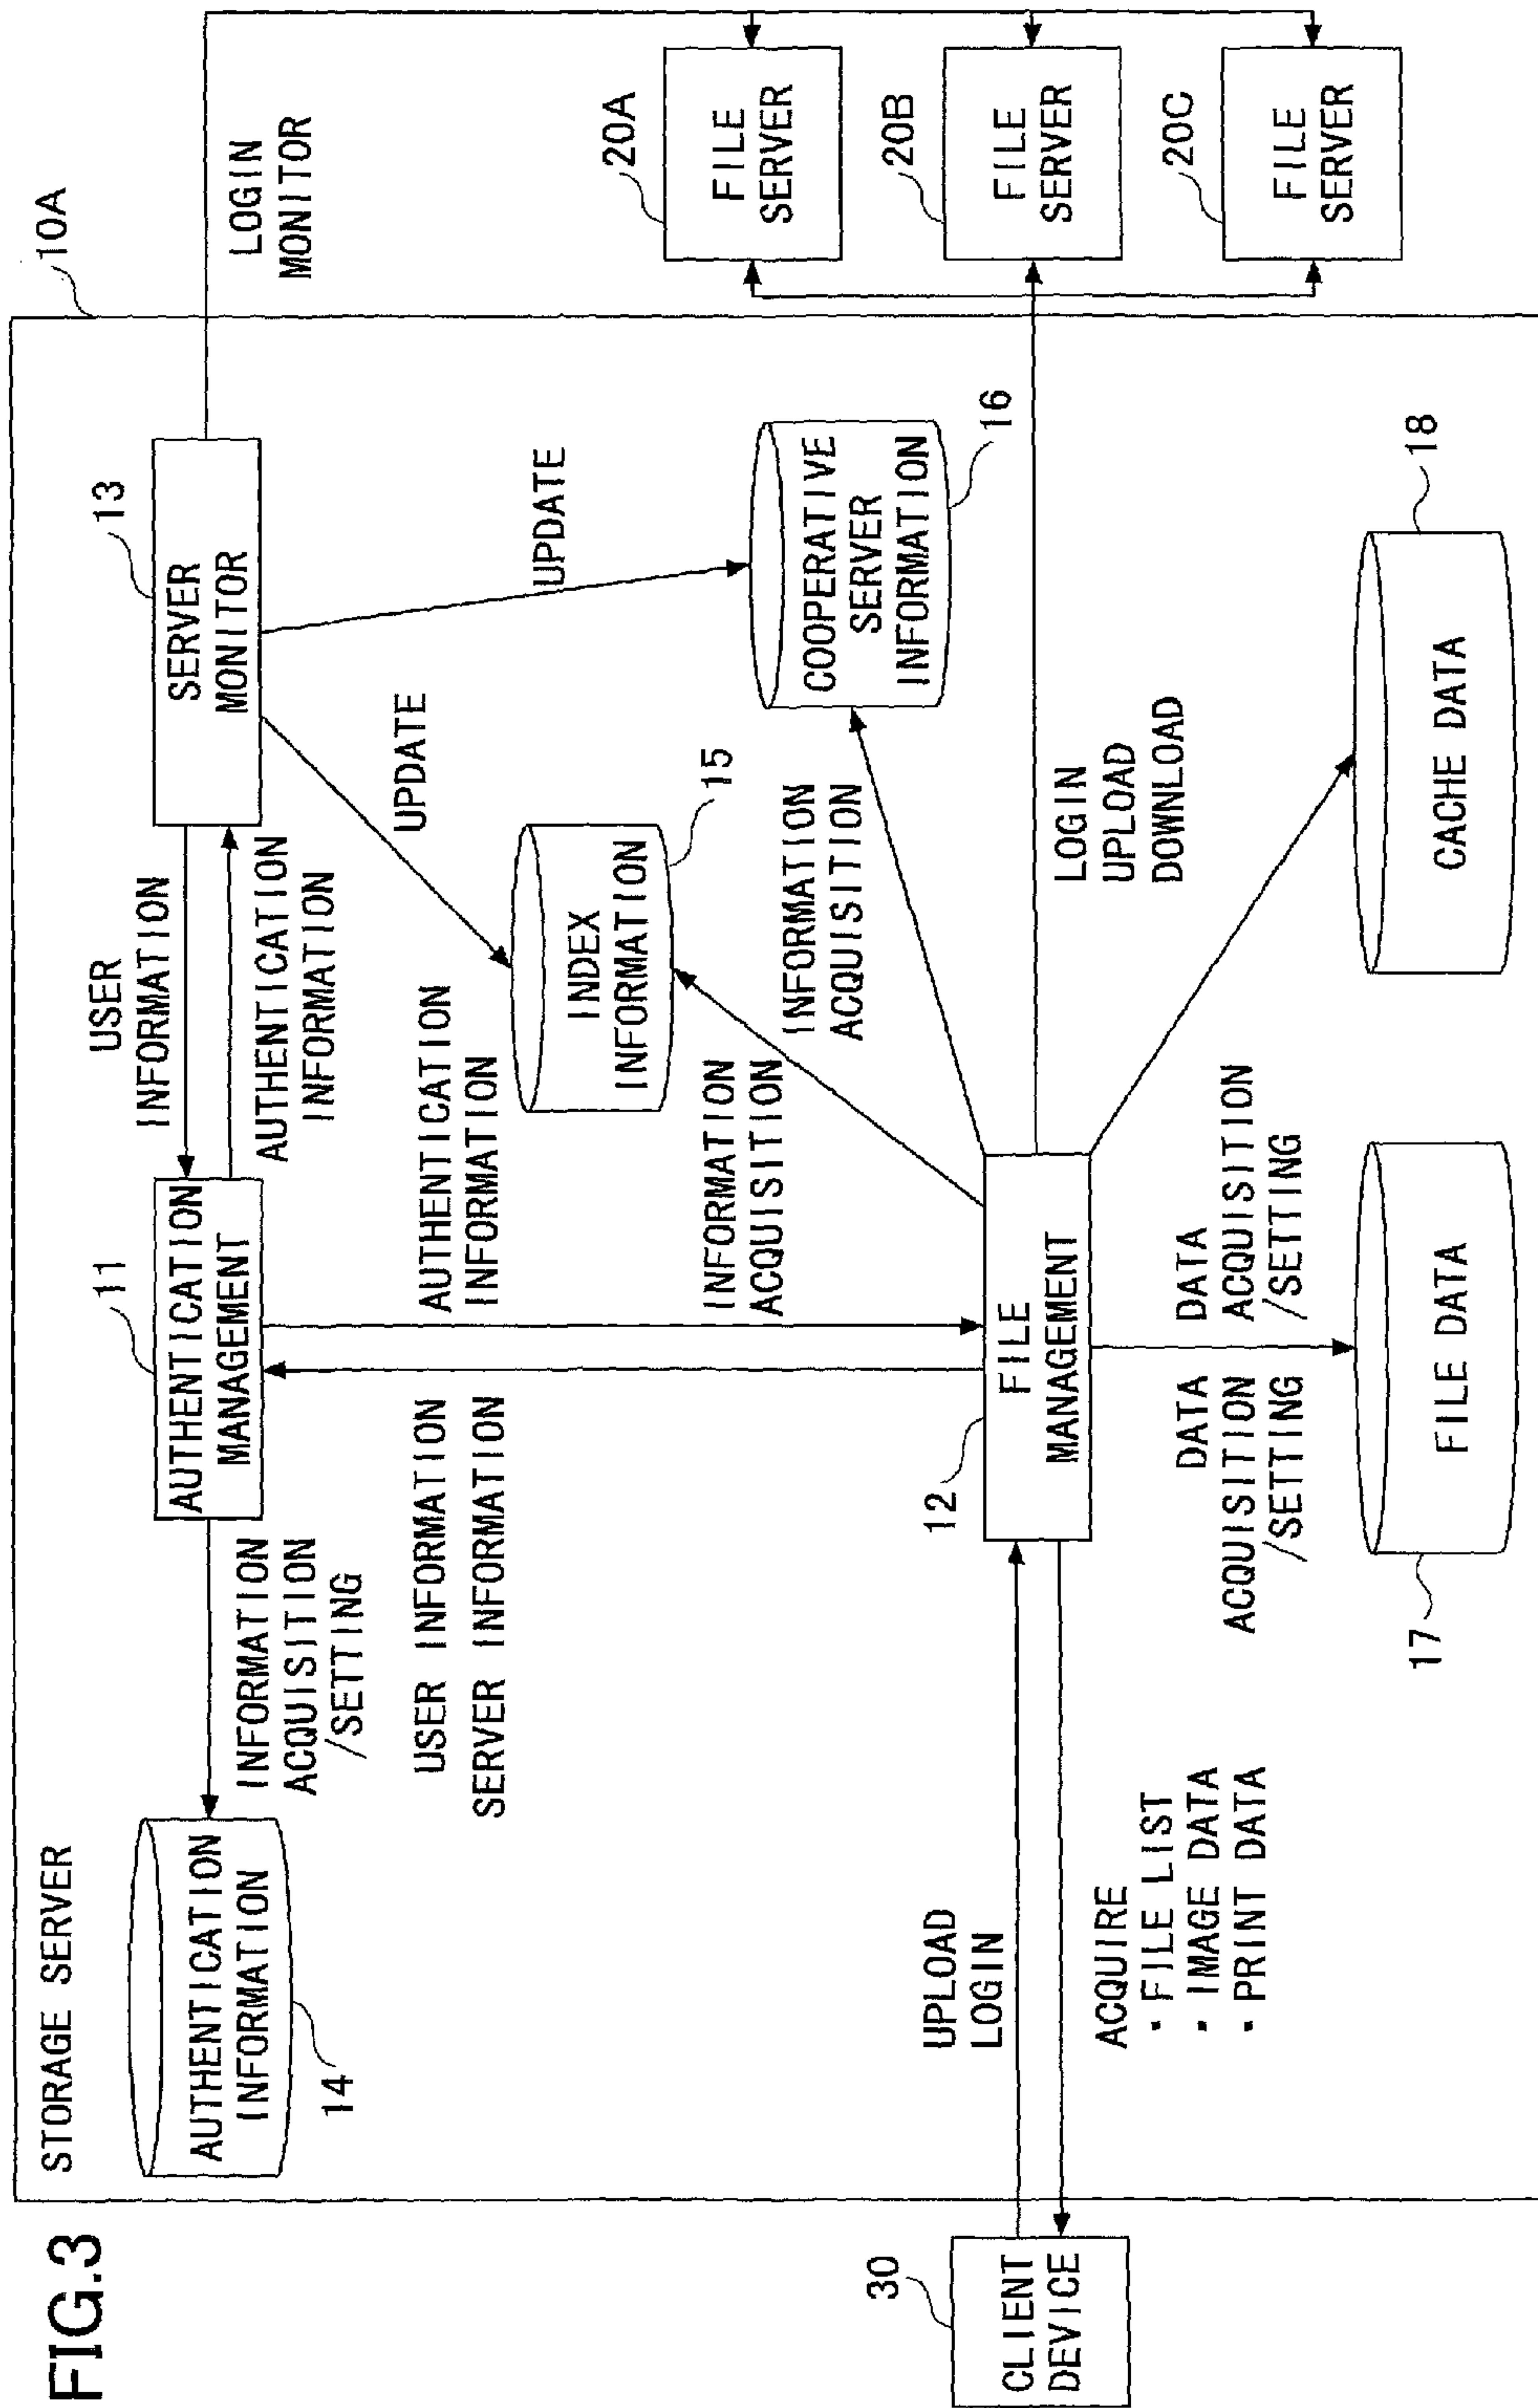 FIG.3
STORAGE SERVER
10A
AUTHENTICATION
INFORMATION
14
INFORMATION
ACQUISITION
/SETTING
11
AUTHENTICATION
MANAGEMENT
USER
INFORMATION
AUTHENTICATION
INFORMATION
13
SERVER
MONITOR
LOGIN
MONITOR
USER INFORMATION
SERVER INFORMATION
AUTHENTICATION
INFORMATION
UPDATE
UPDATE
INDEX
INFORMATION
15
COOPERATIVE
SERVER
INFORMATION
16
INFORMATION
ACQUISITION
INFORMATION
ACQUISITION
20A
FILE
SERVER
20B
FILE
SERVER
20C
FILE
SERVER
30
CLIENT
DEVICE
UPLOAD
LOGIN
ACQUIRE
・FILE LIST
・IMAGE DATA
・PRINT DATA
12
FILE
MANAGEMENT
LOGIN
UPLOAD
DOWNLOAD
DATA
ACQUISITION
/SETTING
DATA
ACQUISITION
/SETTING
17
FILE DATA
18
CACHE DATA